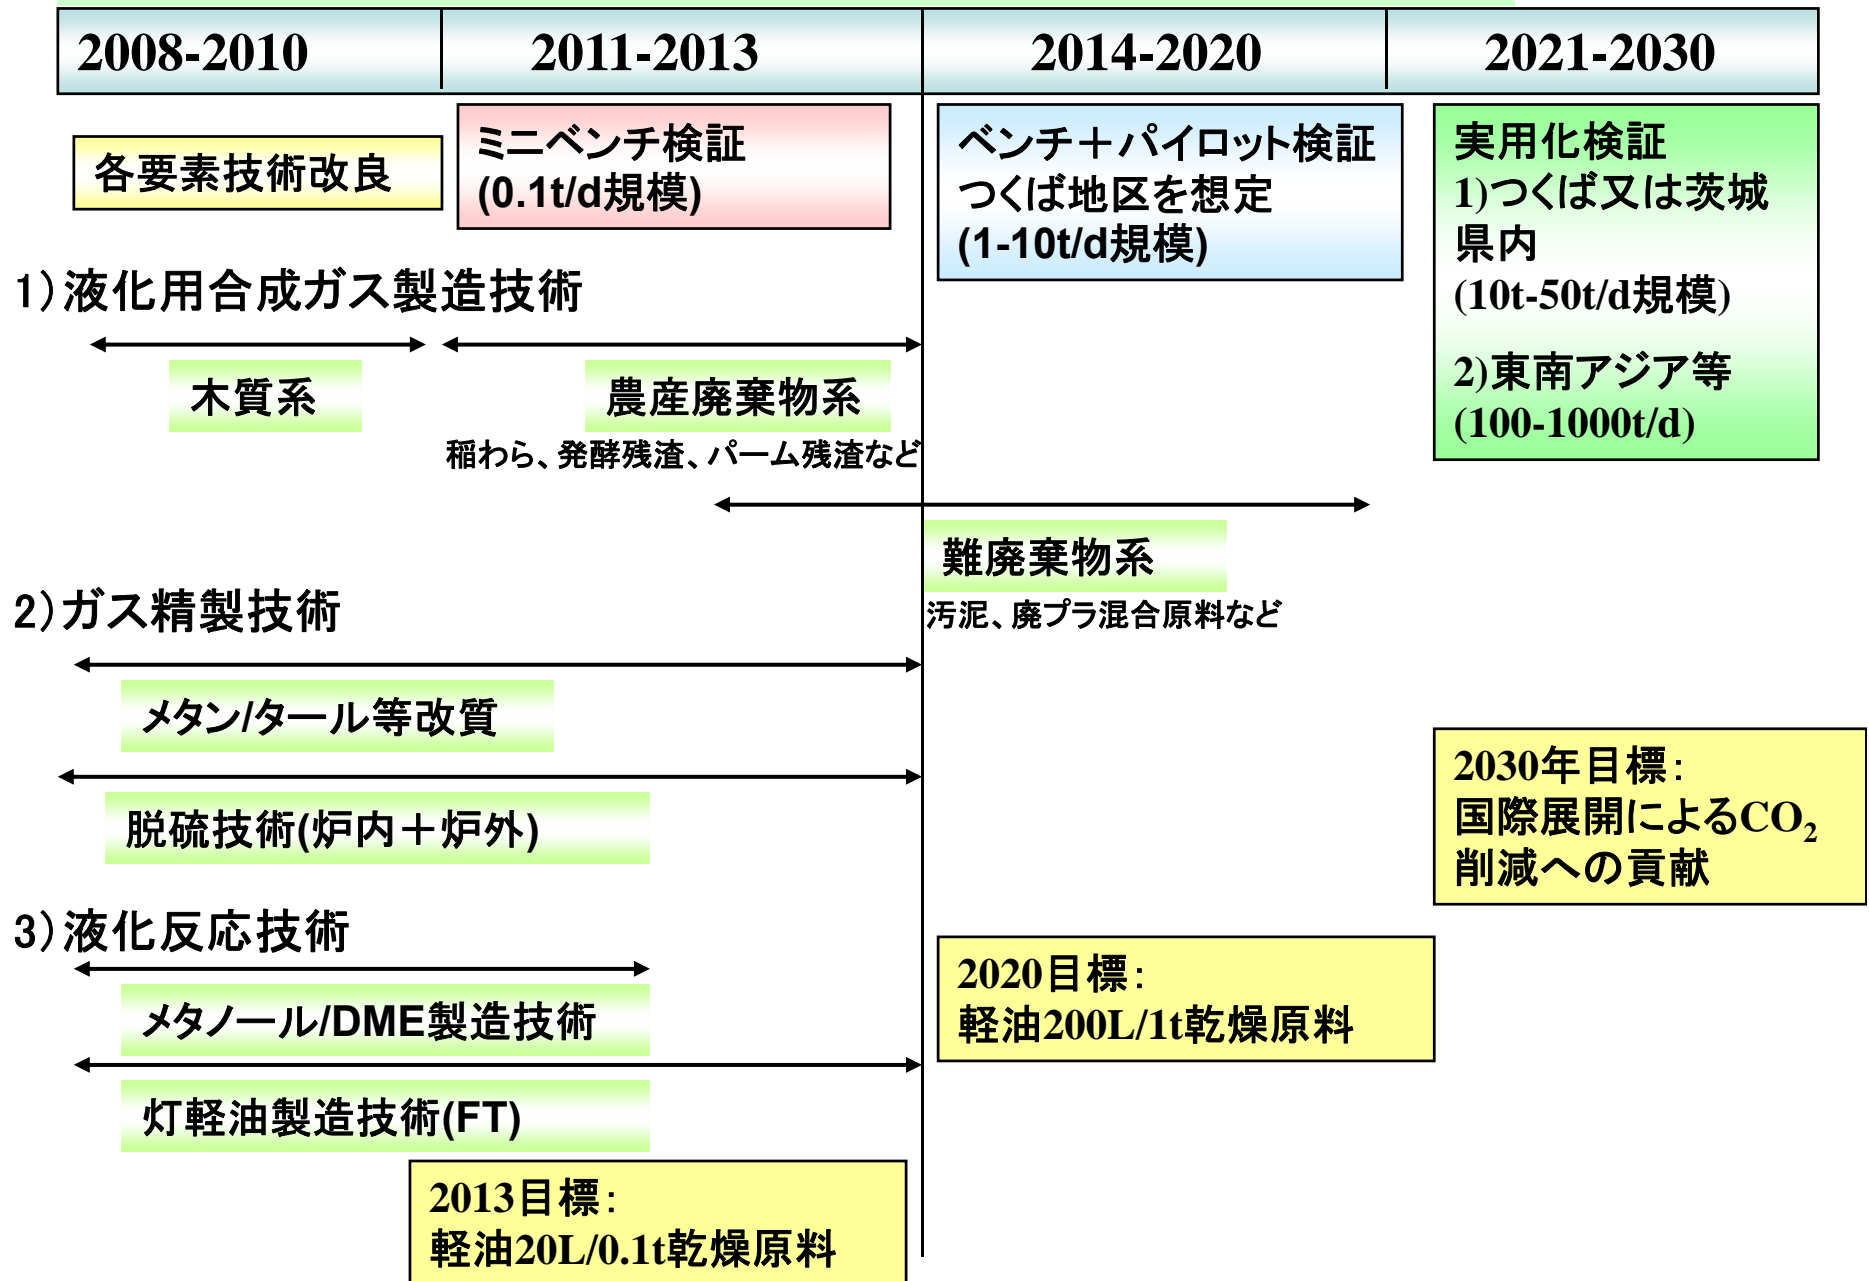 2008-2010
2011-2013
2014-2020
2021-2030
各要素技術改良
ミニベンチ検証
(0.1t/d規模)
ベンチ＋パイロット検証
つくば地区を想定
(1-10t/d規模)
実用化検証
1)つくば又は茨城
県内
(10t-50t/d規模)
2)東南アジア等
(100-1000t/d)
1）液化用合成ガス製造技術
木質系
農産廃棄物系
稲わら、発酵残渣、パーム残渣など
難廃棄物系
汚泥、廃プラ混合原料など
2）ガス精製技術
メタン/タール等改質
脱硫技術(炉内＋炉外)
2030年目標：
国際展開によるCO₂
削減への貢献
3）液化反応技術
メタノール/DME製造技術
灯軽油製造技術(FT)
2020目標：
軽油200L/1t乾燥原料
2013目標：
軽油20L/0.1t乾燥原料